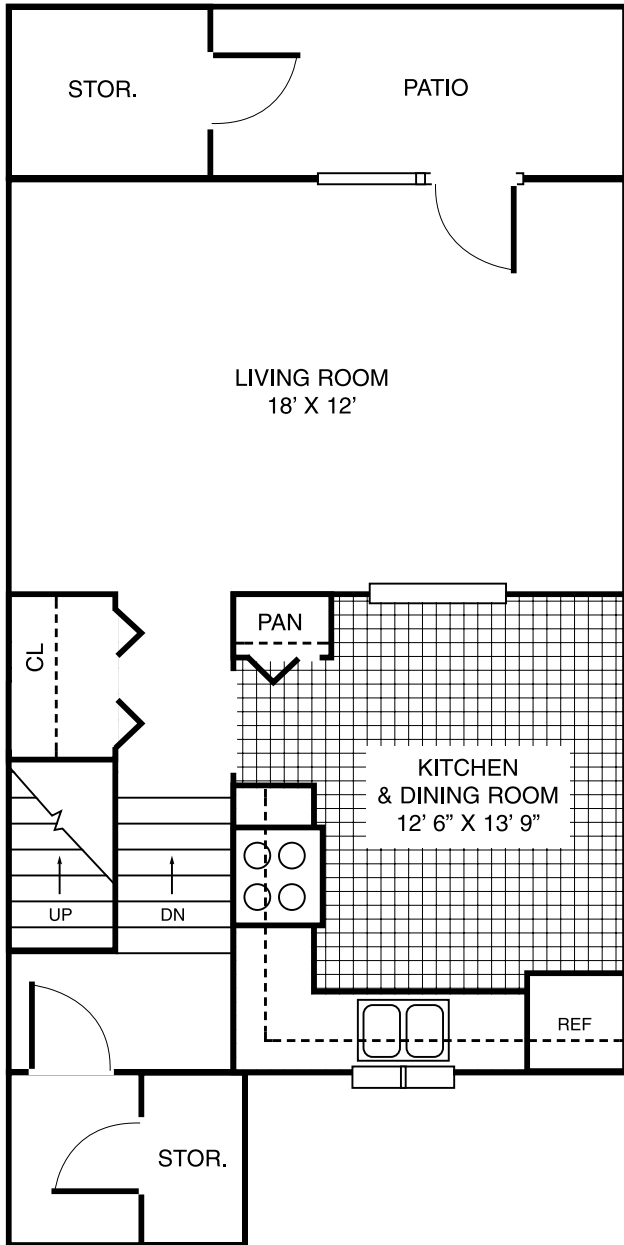 STOR.
PATIO
LIVING ROOM
18’ X 12’
CL
PAN
KITCHEN
& DINING ROOM
12’ 6” X 13’ 9”
UP
DN
REF
STOR.